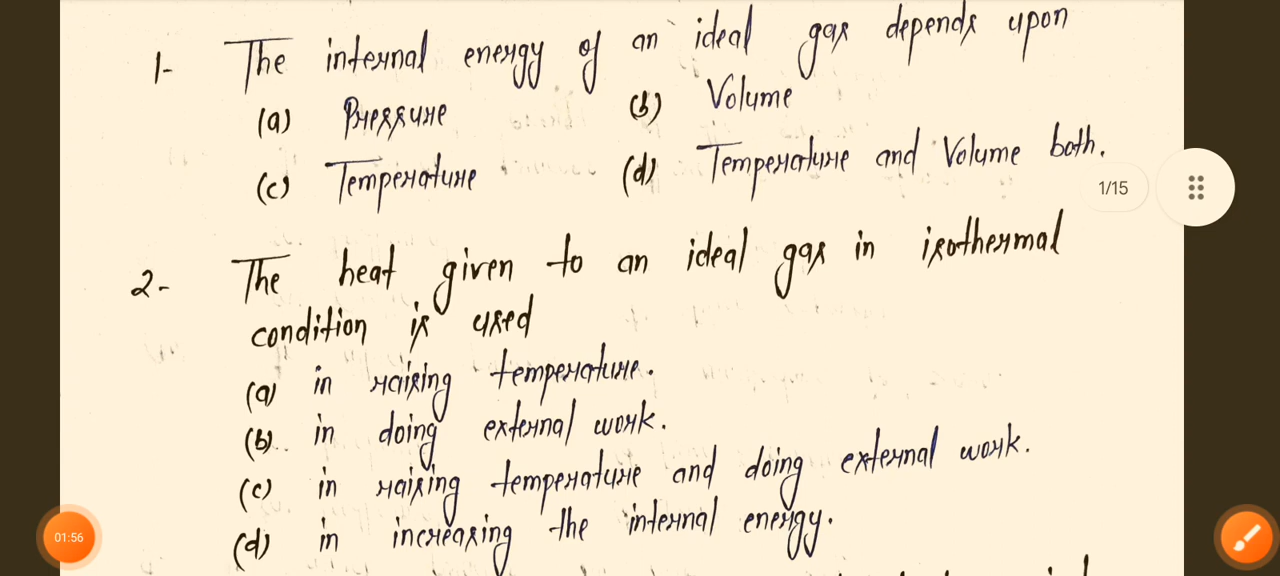 1- The internal energy of an ideal gas depends upon
(a) Pressure (b) Volume
(c) Temperature (d) Temperature and Volume both.
1/15
2- The heat given to an ideal gas in isothermal
condition is used
(a) in raising temperature.
(b) in doing external work.
(c) in raising temperature and doing external work.
(d) in increasing the internal energy.
01:56